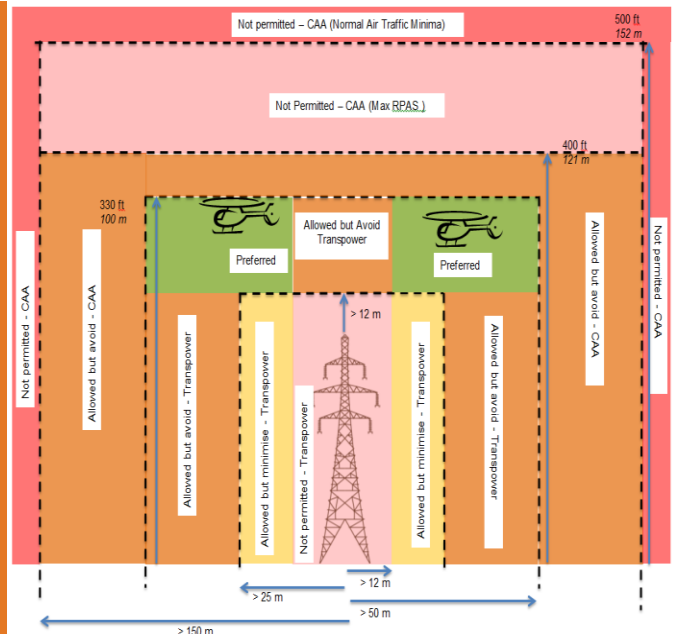 Not permitted – CAA (Normal Air Traffic Minima)
500 ft
152 m
Not Permitted – CAA (Max RPAS )
400 ft
121 m
330 ft
100 m
Allowed but Avoid
Transpower
Preferred
Preferred
> 12 m
Not permitted - CAA
Allowed but avoid - CAA
Allowed but avoid - Transpower
Allowed but minimise - Transpower
Not permitted - Transpower
Allowed but minimise - Transpower
Allowed but avoid - Transpower
Allowed but avoid - CAA
Not permitted - CAA
> 12 m
> 25 m
> 50 m
> 150 m